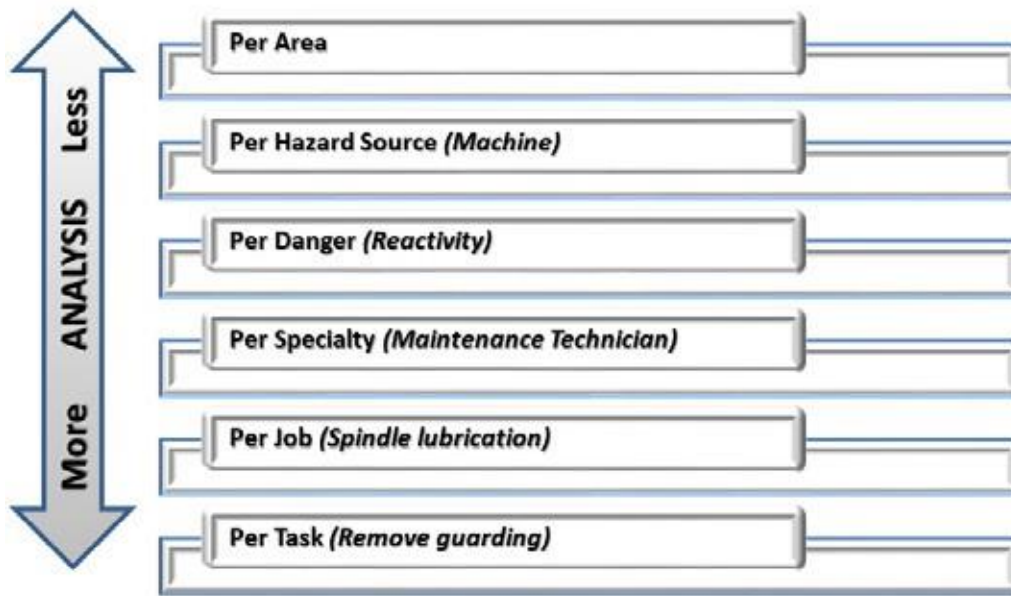 Per Area
Per Hazard Source (Machine)
Per Danger (Reactivity)
Per Specialty (Maintenance Technician)
Per Job (Spindle lubrication)
Per Task (Remove guarding)
More ANALYSIS Less